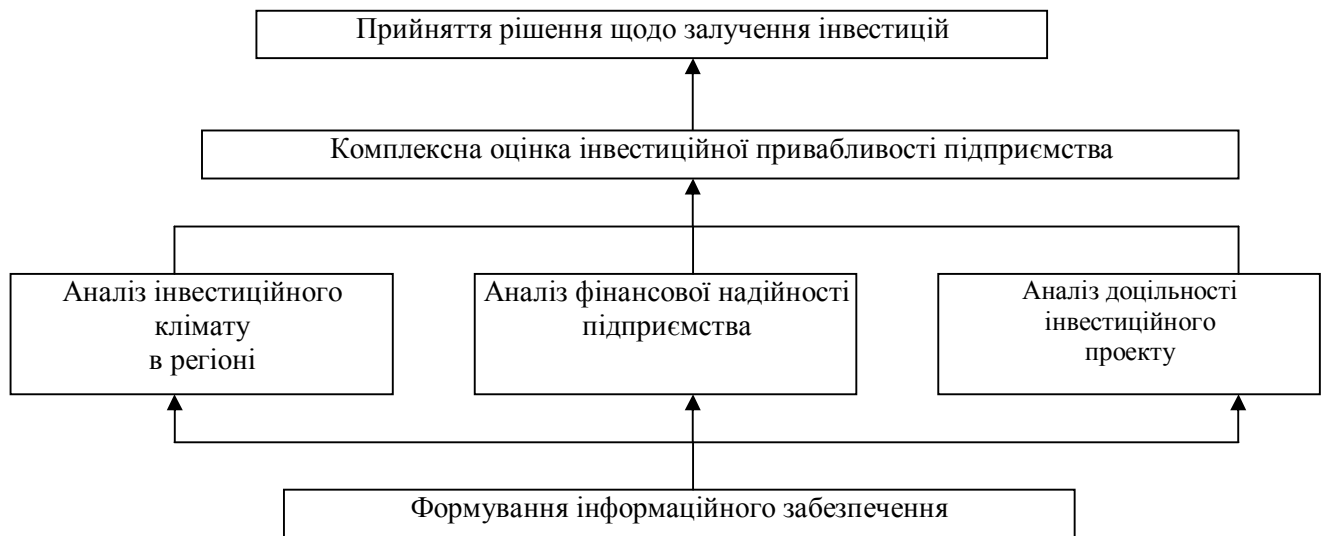 Прийняття рішення щодо залучення інвестицій
Комплексна оцінка інвестиційної привабливості підприємства
Аналіз інвестиційного
клімату
в регіоні
Аналіз фінансової надійності
підприємства
Аналіз доцільності
інвестиційного
проекту
Формування інформаційного забезпечення